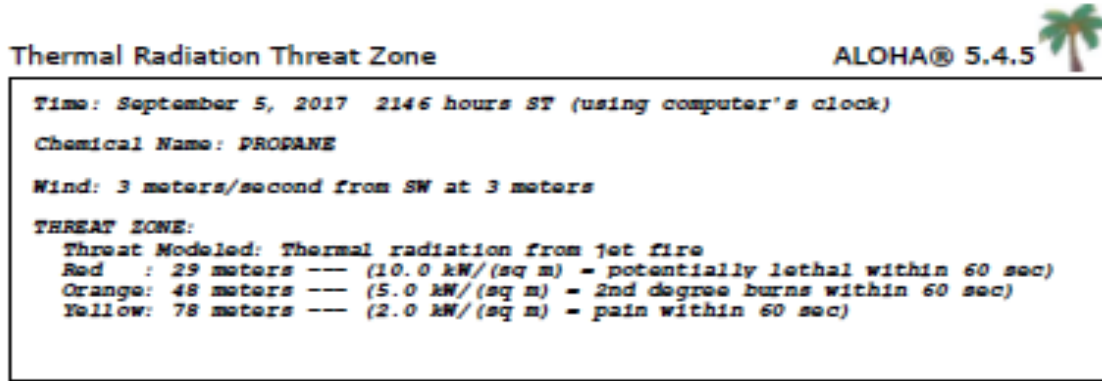 Thermal Radiation Threat Zone
ALOHA® 5.4.5
Time: September 5, 2017 2146 hours ST (using computer's clock)
Chemical Name: PROPANE
Wind: 3 meters/second from SW at 3 meters
THREAT ZONE:
Threat Modeled: Thermal radiation from jet fire
Red : 29 meters --- (10.0 kW/(sq m) = potentially lethal within 60 sec)
Orange: 48 meters --- (5.0 kW/(sq m) = 2nd degree burns within 60 sec)
Yellow: 78 meters --- (2.0 kW/(sq m) = pain within 60 sec)